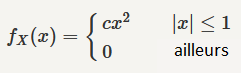 f_X(x) = { cx² |x| ≤ 1
0 ailleurs